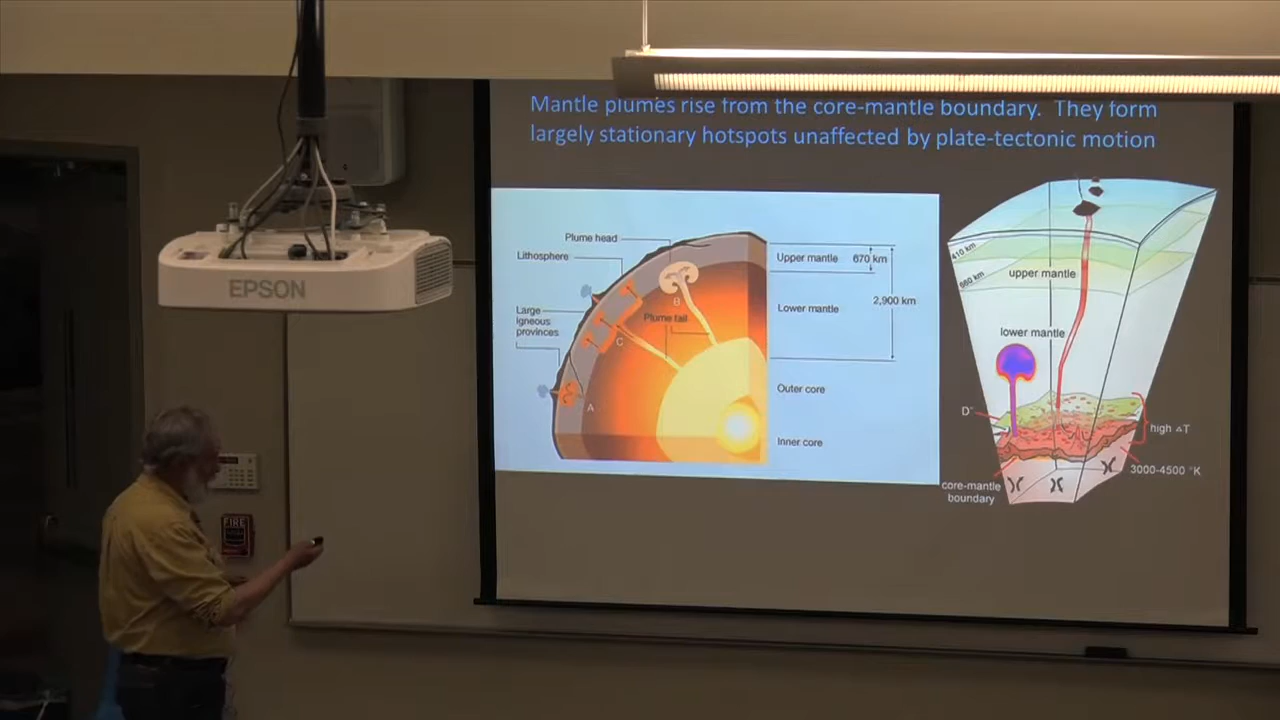 Mantle plumes rise from the core-mantle boundary. They form
largely stationary hotspots unaffected by plate-tectonic motion
Plume head
Lithosphere
Large
igneous
provinces
B
Plume tail
C
A
Upper mantle
670 km
2,900 km
Lower mantle
Outer core
Inner core
410 km
660 km
upper mantle
lower mantle
D"
high ΔT
3000-4500 °K
core-mantle
boundary
EPSON
FIRE